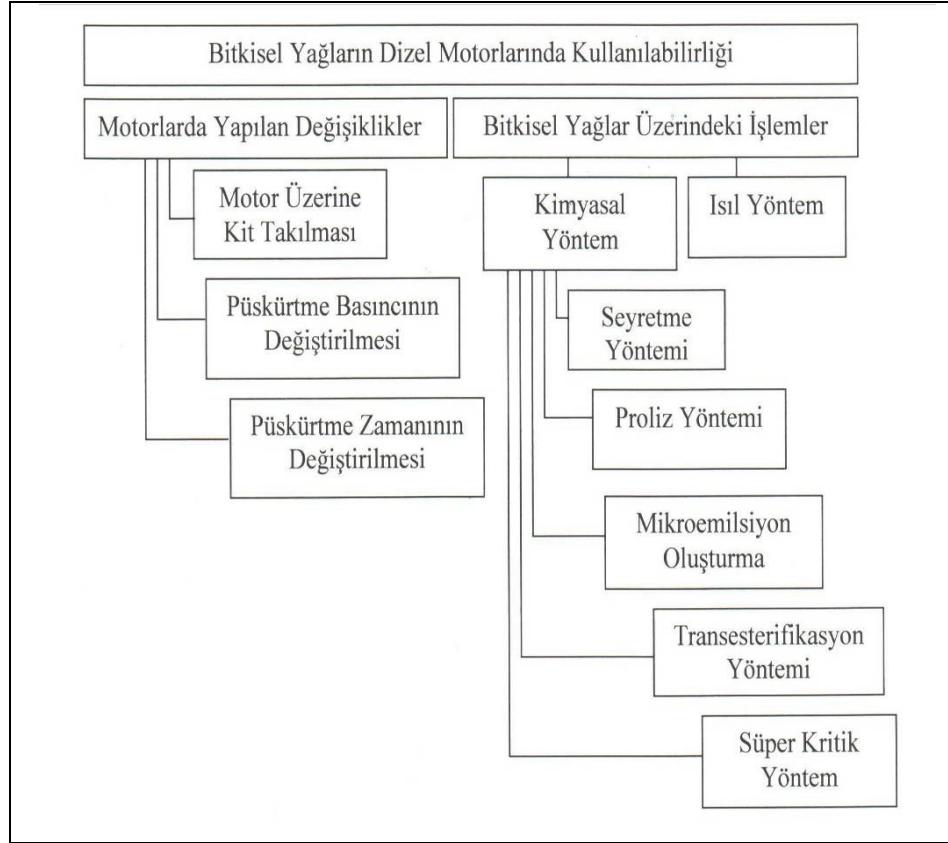 Bitkisel Yağların Dizel Motorlarında Kullanılabilirliği
Motorlarda Yapılan Değişiklikler
Bitkisel Yağlar Üzerindeki İşlemler
Motor Üzerine
Kit Takılması
Kimyasal
Yöntem
Isıl Yöntem
Püskürtme Basıncının
Değiştirilmesi
Seyretme
Yöntemi
Püskürtme Zamanının
Değiştirilmesi
Proliz Yöntemi
Mikroemilsiyon
Oluşturma
Transesterifikasyon
Yöntemi
Süper Kritik
Yöntem